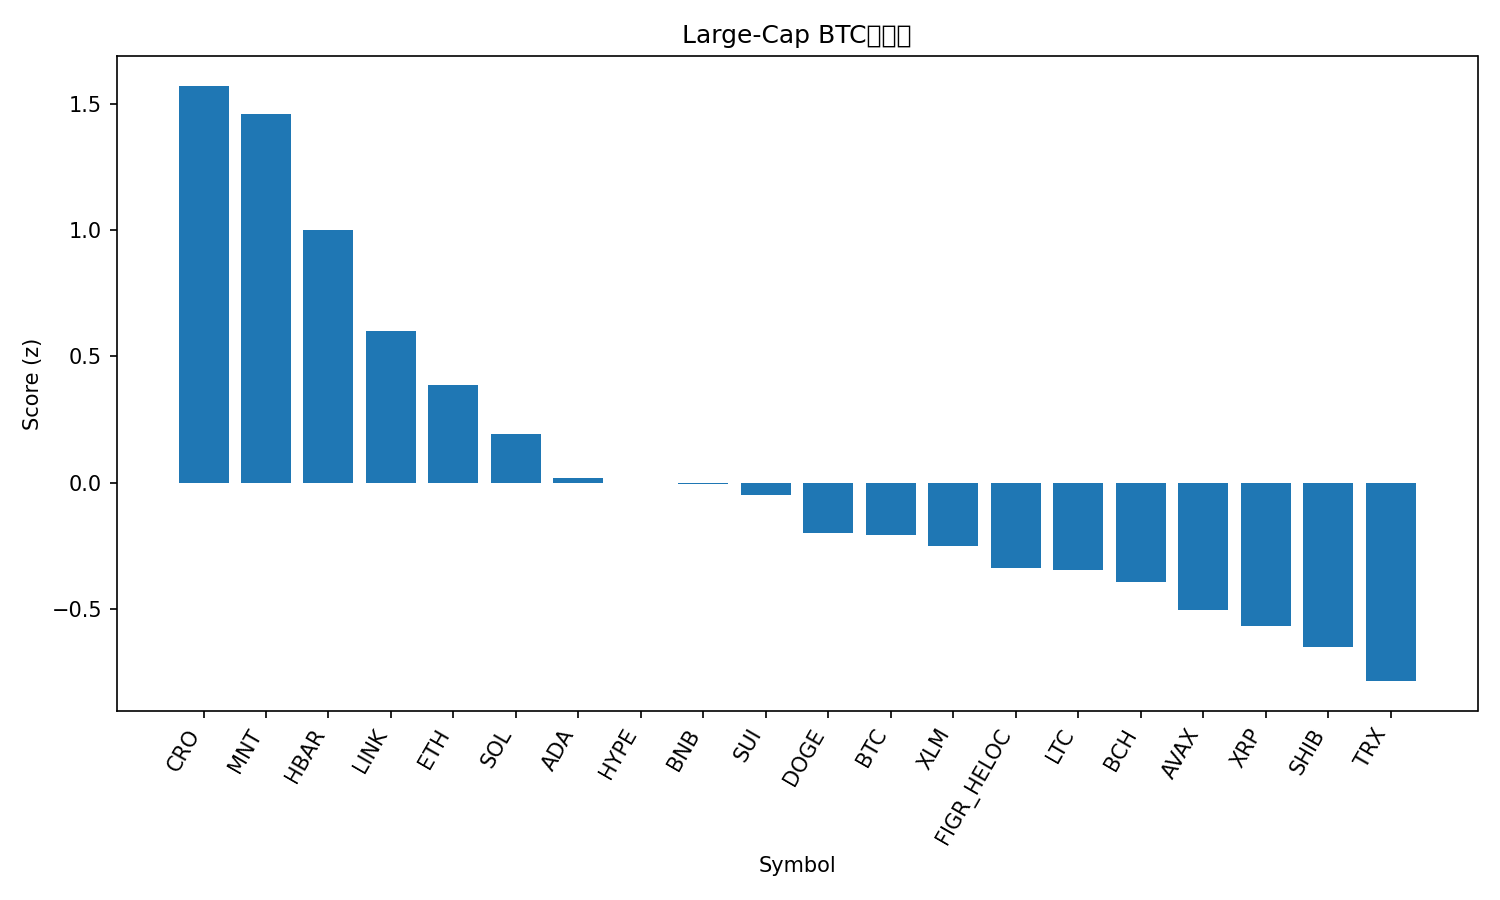 Large-Cap BTC
Score (z)
1.5
1.0
0.5
0.0
−0.5
CRO
MNT
HBAR
LINK
ETH
SOL
ADA
HYPE
BNB
SUI
DOGE
BTC
XLM
FIGR_HELOC
LTC
BCH
AVAX
XRP
SHIB
TRX
Symbol